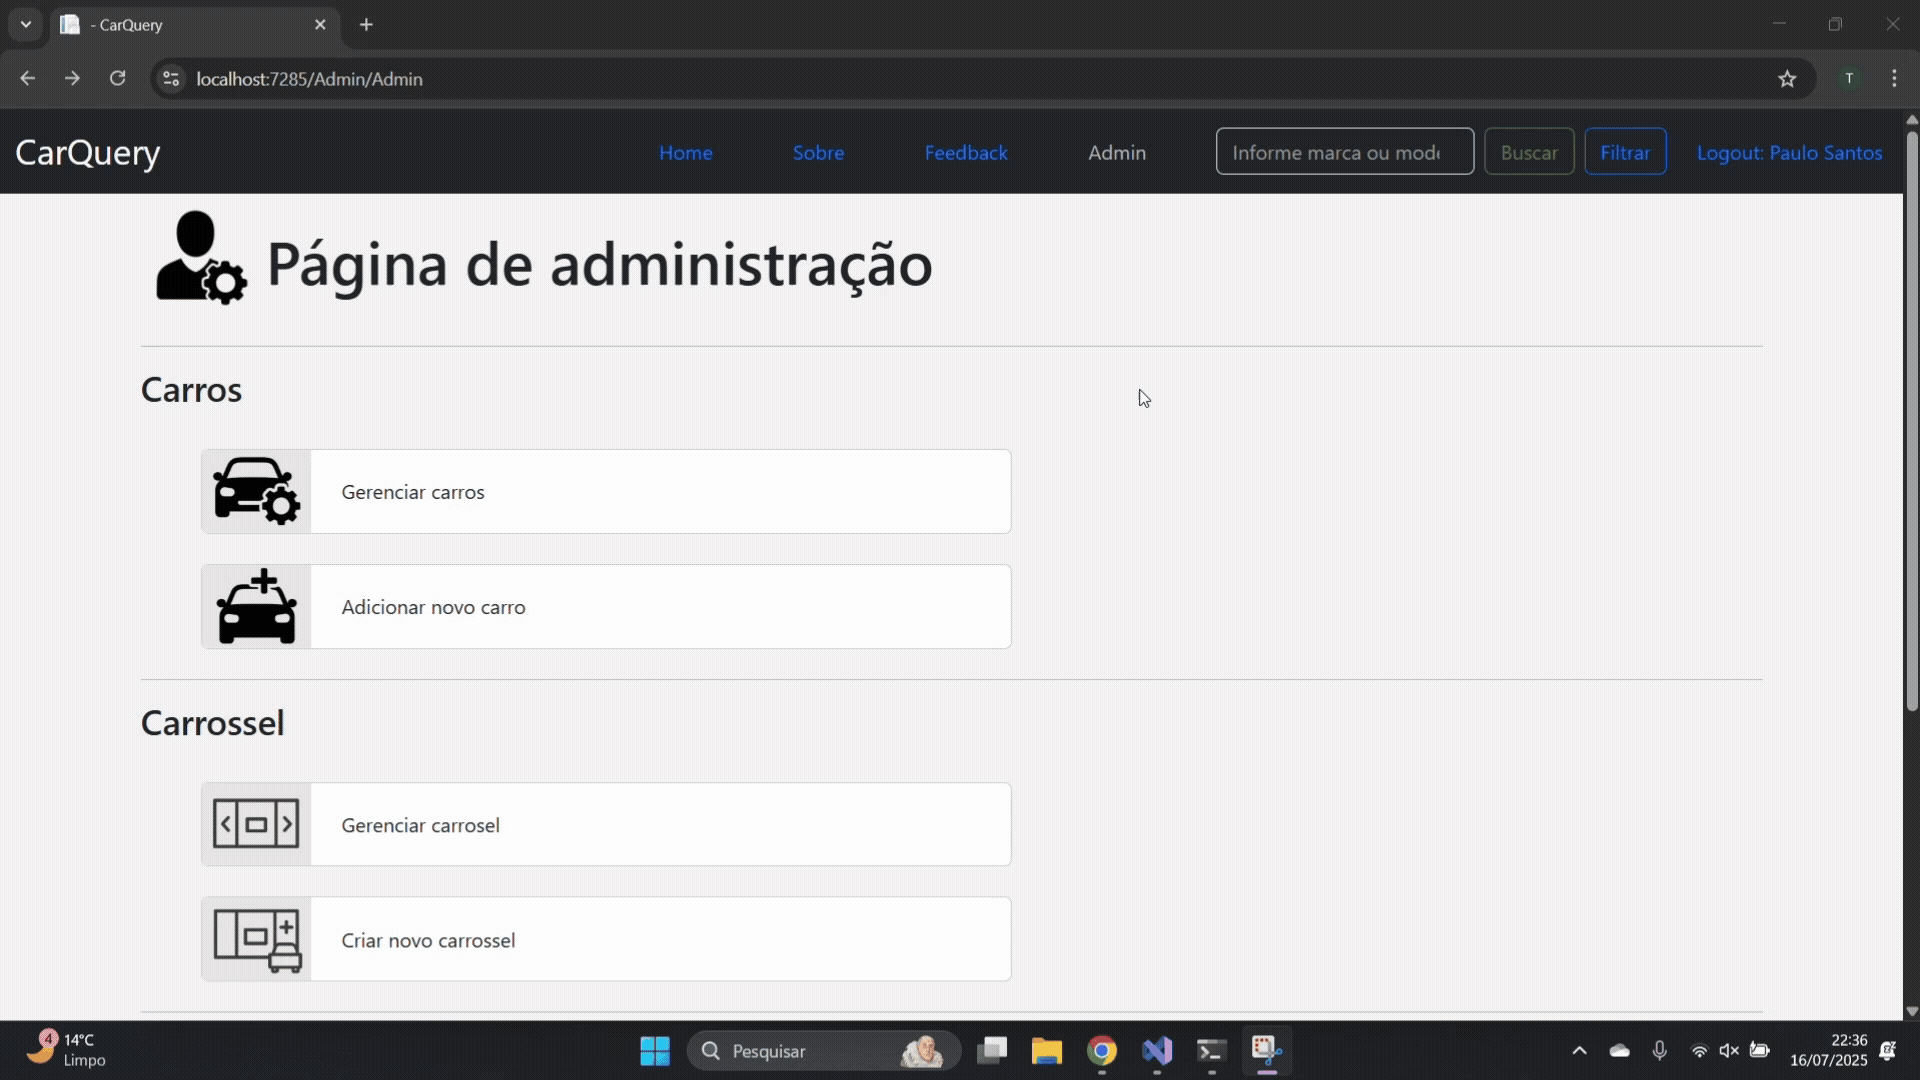 - CarQuery
localhost:7285/Admin/Admin
T
CarQuery
Home
Sobre
Feedback
Admin
Informe marca ou mod
Buscar
Filtrar
Logout: Paulo Santos
Página de administração
Carros
Gerenciar carros
Adicionar novo carro
Carrossel
Gerenciar carrosel
Criar novo carrossel
4
14°C
Limpo
Pesquisar
22:36
16/07/2025